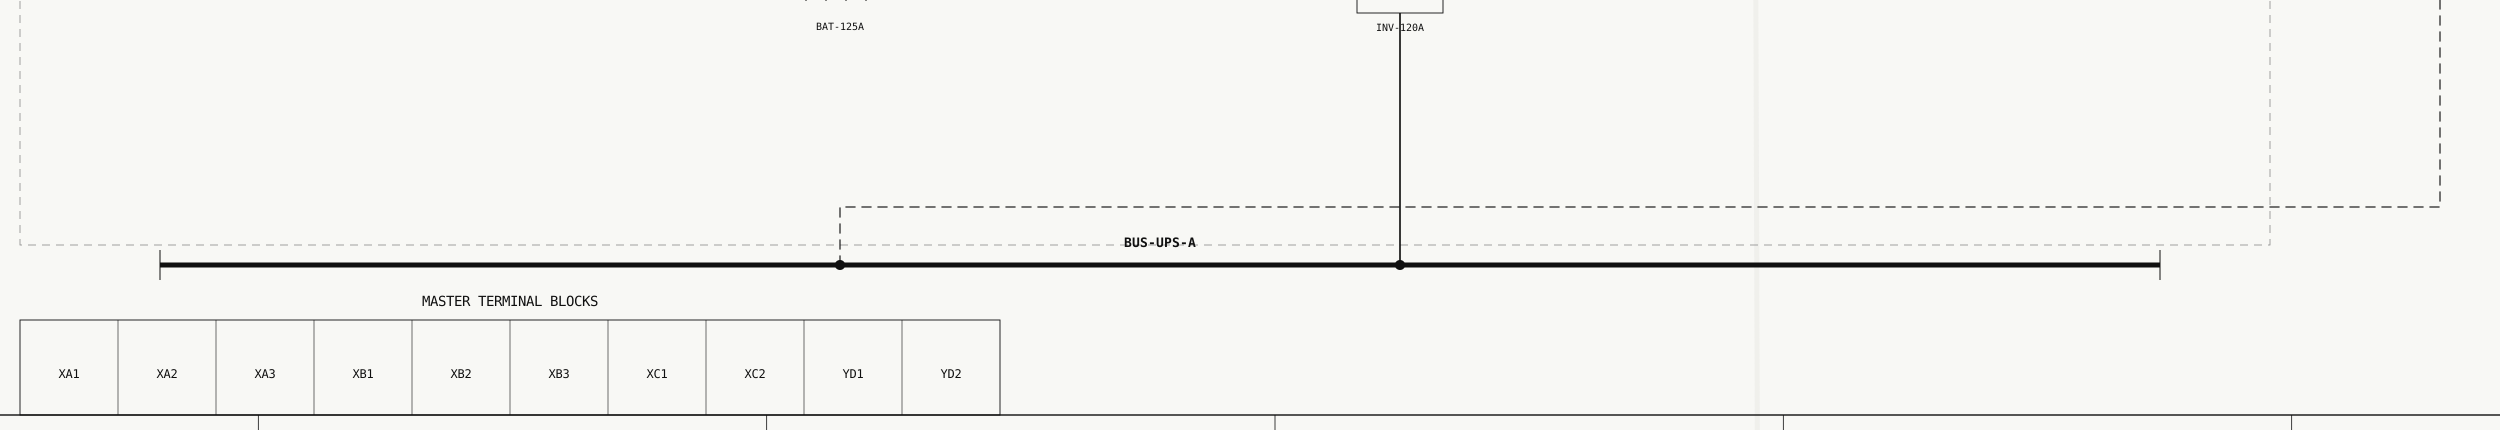 BAT-125A
INV-120A
BUS-UPS-A
MASTER TERMINAL BLOCKS
XA1 XA2 XA3 XB1 XB2 XB3 XC1 XC2 YD1 YD2